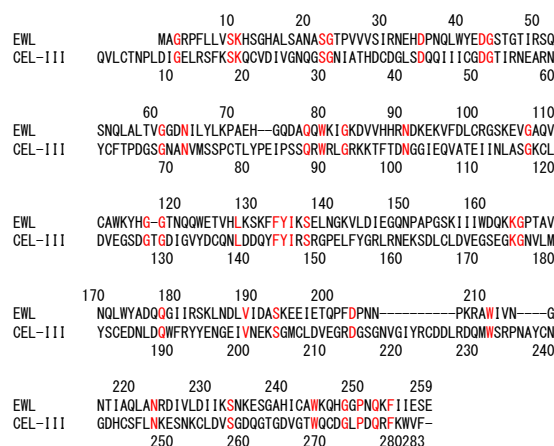 10 20 30 40 50
EWL MAGRPFLLVSKHSGHALSANASGTPVVVSIRNEHDPNQLWYEDGSTGTIRSQ
CEL-III QVLCTNPLDIGELRSFKSKQCVDIVGNQGSGNIATHDCDGLSDQQIIICGDGTIRNEARN
10 20 30 40 50 60
60 70 80 90 100 110
EWL SNQLALTVGGDNILYLKPAEH--GQDAQQWKIGKDVVHHRNDKEKVFDLCRGSKEVGAQV
CEL-III YCFTPDGSGNANVMSSPCTLYPEIPSSQRWRLGRKKTFTDNGGIEQVATEIINLASGKCL
70 80 90 100 110 120
120 130 140 150 160
EWL CAWKYHG-GTNQQWETVHLKSKFFYIKSELNGKVLDIEGQNPAPGSKIIIWDQKKGPTAV
CEL-III DVEGSDGTGDIGVYDCQNLDDQYFYIRSRGPELFYGRLRNEKSDLCLDVEGSEGKGNVLM
130 140 150 160 170 180
170 180 190 200 210
EWL NQLWYADQQGIIRSKLNDLVIDASKEEIETQPFDPNN----------PKRAWIVN----G
CEL-III YSCEDNLDQWFRYYENGEIVNEKSGMCLDVEGRDGSGNVGIYRCDDLRDQMWSRPNAYCN
190 200 210 220 230 240
220 230 240 250 259
EWL NTIAQLANRDIVLDIIKSNKESGAHICAWKQHGGPNQKFIIESE
CEL-III GDHCSFLNKESNKCLDVSGDQGTGDVGTWQCDGLPDQRFKWVF-
250 260 270 280283